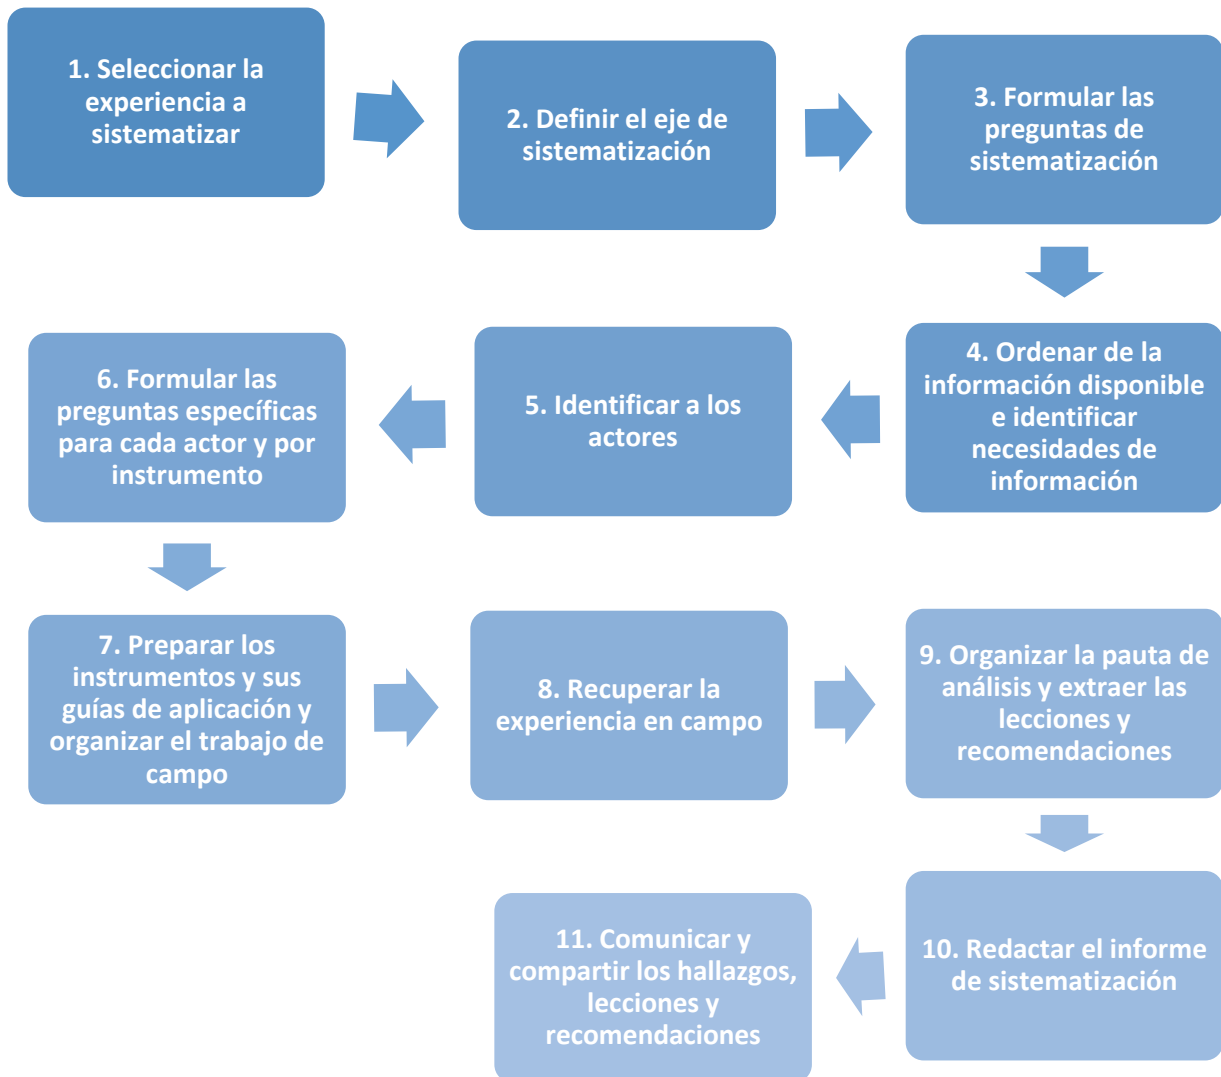 1. Seleccionar la
experiencia a
sistematizar
2. Definir el eje de
sistematización
3. Formular las
preguntas de
sistematización
4. Ordenar de la
información disponible
e identificar
necesidades de
información
5. Identificar a los
actores
6. Formular las
preguntas específicas
para cada actor y por
instrumento
7. Preparar los
instrumentos y sus
guías de aplicación y
organizar el trabajo de
campo
8. Recuperar la
experiencia en campo
9. Organizar la pauta de
análisis y extraer las
lecciones y
recomendaciones
10. Redactar el informe
de sistematización
11. Comunicar y
compartir los hallazgos,
lecciones y
recomendaciones